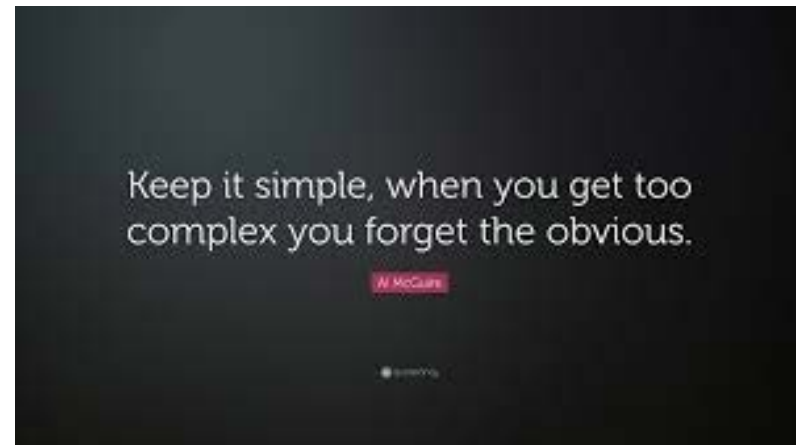 Keep it simple, when you get too
complex you forget the obvious.
Al McGuire